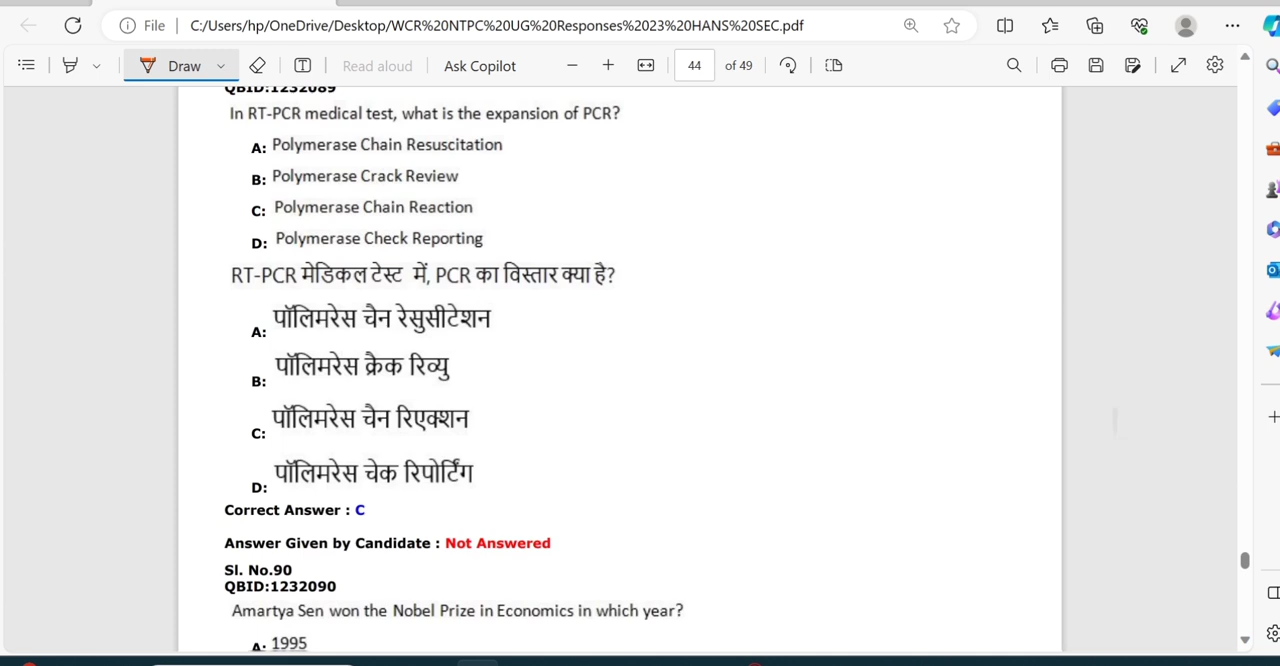 File
C:/Users/hp/OneDrive/Desktop/WCR%20NTPC%20UG%20Responses%2023%20HANS%20SEC.pdf
Draw
Read aloud
Ask Copilot
44 of 49
QBID:1232089
In RT-PCR medical test, what is the expansion of PCR?
A: Polymerase Chain Resuscitation
B: Polymerase Crack Review
C: Polymerase Chain Reaction
D: Polymerase Check Reporting
RT-PCR मेडिकल टेस्ट में, PCR का विस्तार क्या है?
A: पॉलिमरेस चैन रेसुसीटेशन
B: पॉलिमरेस क्रैक रिव्यु
C: पॉलिमरेस चैन रिएक्शन
D: पॉलिमरेस चेक रिपोर्टिंग
Correct Answer : C
Answer Given by Candidate : Not Answered
Sl. No.90
QBID:1232090
Amartya Sen won the Nobel Prize in Economics in which year?
A: 1995